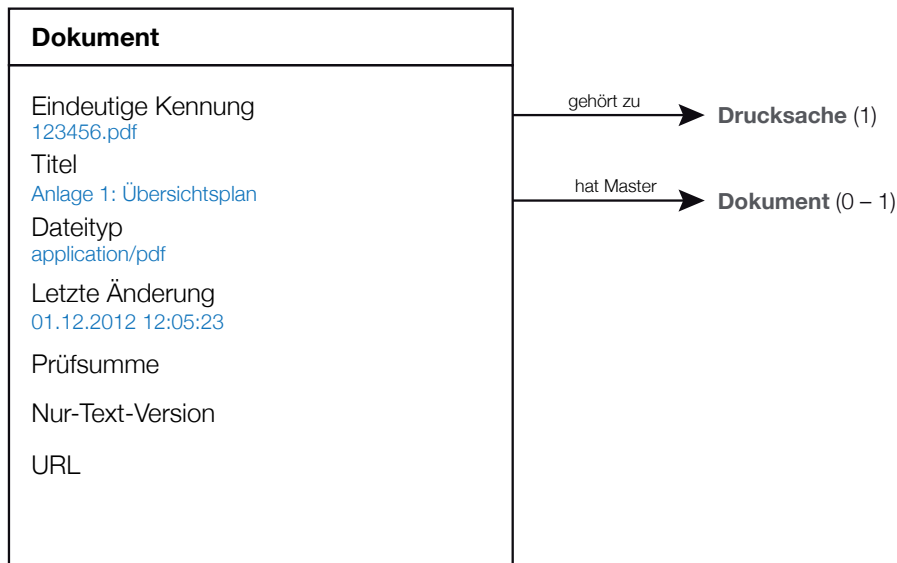 Dokument
Eindeutige Kennung
123456.pdf
Titel
Anlage 1: Übersichtsplan
Dateityp
application/pdf
Letzte Änderung
01.12.2012 12:05:23
Prüfsumme
Nur-Text-Version
URL
gehört zu
Drucksache (1)
hat Master
Dokument (0 – 1)